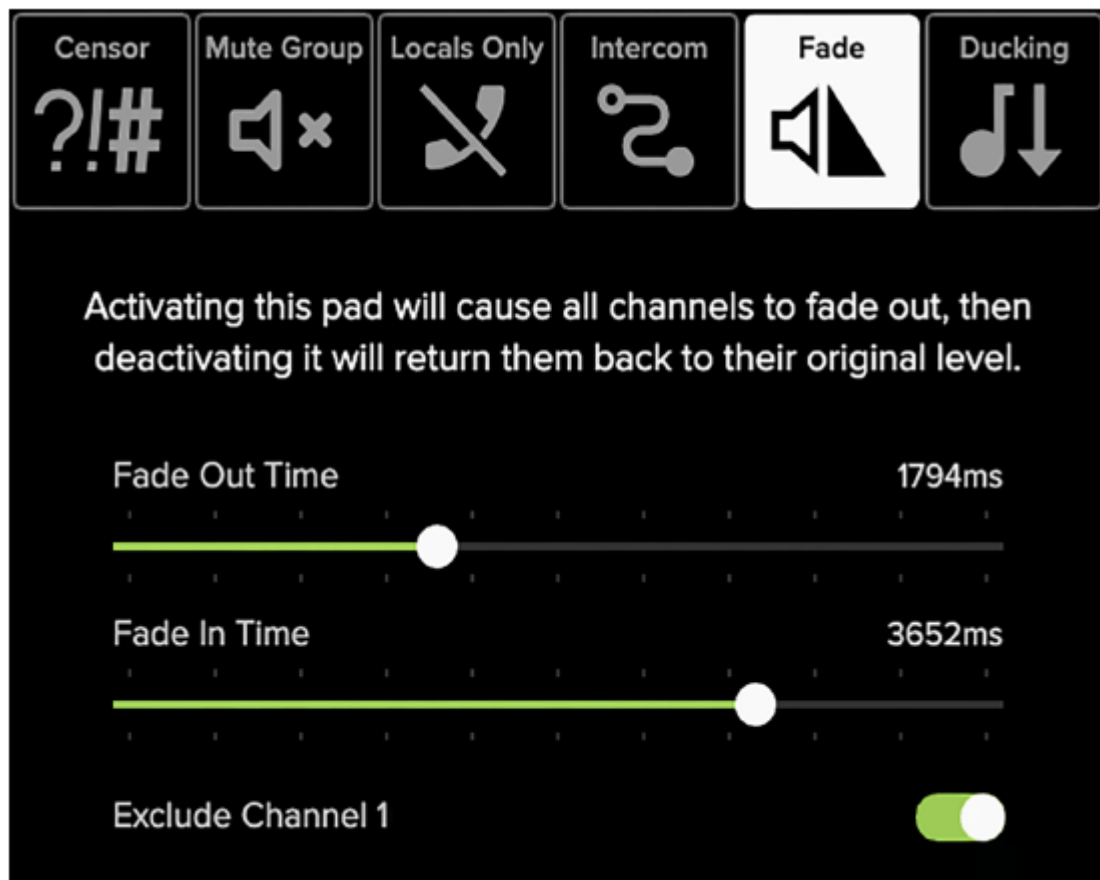 Censor
Mute Group
Locals Only
Intercom
Fade
Ducking
?!#
Activating this pad will cause all channels to fade out, then
deactivating it will return them back to their original level.
Fade Out Time 1794ms
Fade In Time 3652ms
Exclude Channel 1